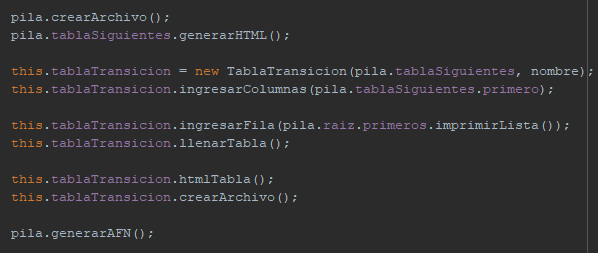 pila.crearArchivo();
pila.tablaSiguientes.generarHTML();
this.tablaTransicion = new TablaTransicion(pila.tablaSiguientes, nombre);
this.tablaTransicion.ingresarColumnas(pila.tablaSiguientes.primero);
this.tablaTransicion.ingresarFila(pila.raiz.primeros.imprimirLista());
this.tablaTransicion.llenarTabla();
this.tablaTransicion.htmlTabla();
this.tablaTransicion.crearArchivo();
pila.generarAFN();